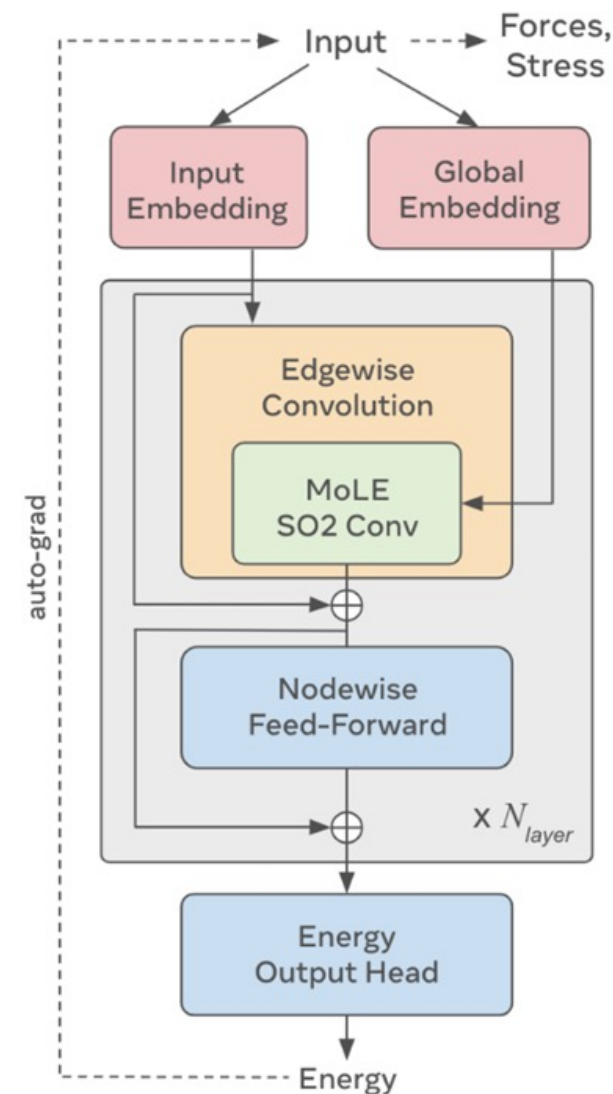 Input
Forces,
Stress
Input
Embedding
Global
Embedding
Edgewise
Convolution
MoLE
SO2 Conv
auto-grad
Nodewise
Feed-Forward
x N_layer
Energy
Output Head
Energy